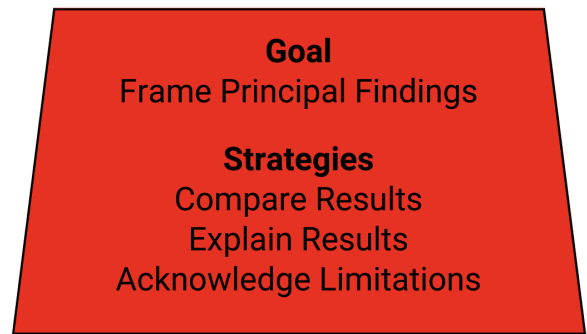 Goal
Frame Principal Findings
Strategies
Compare Results
Explain Results
Acknowledge Limitations